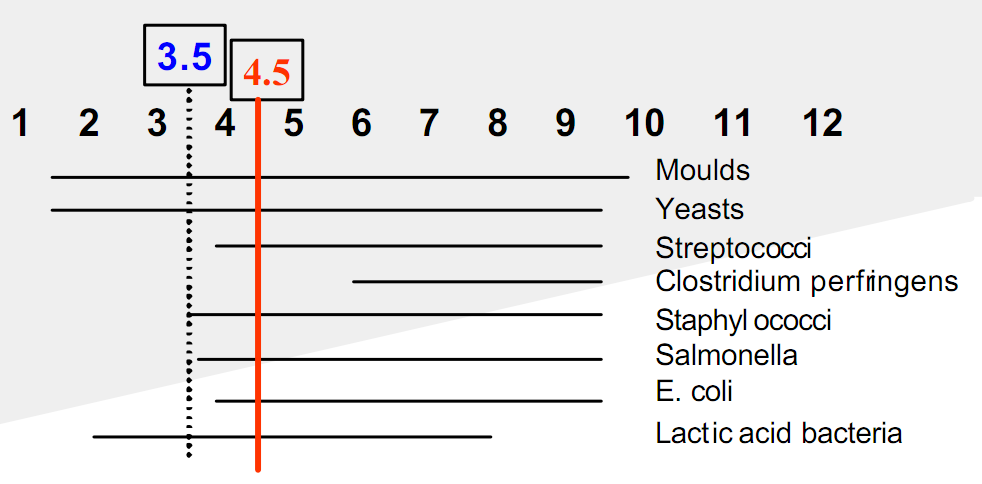 3.5
4.5
1 2 3 4 5 6 7 8 9 10 11 12
Moulds
Yeasts
Streptococci
Clostridium perfringens
Staphyl ococci
Salmonella
E. coli
Lactic acid bacteria